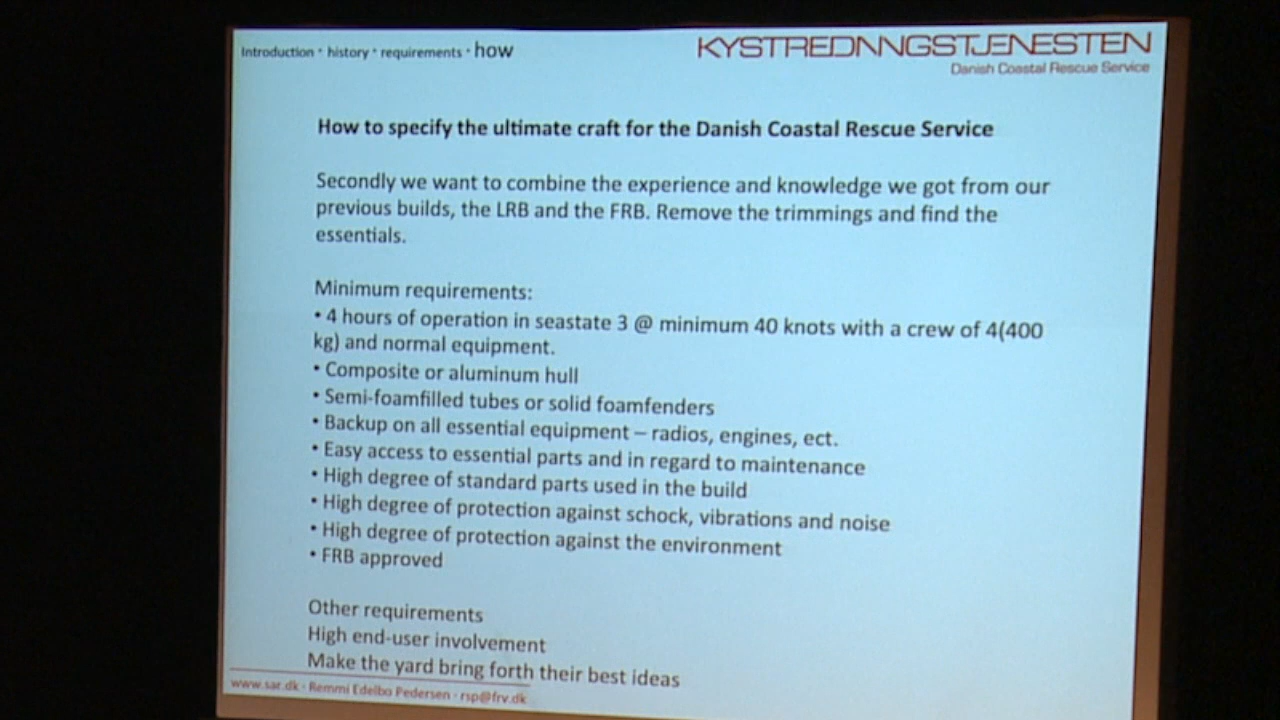 Introduction · history · requirements · how
KYSTREDNNGSTJENESTEN
Danish Coastal Rescue Service
How to specify the ultimate craft for the Danish Coastal Rescue Service
Secondly we want to combine the experience and knowledge we got from our
previous builds, the LRB and the FRB. Remove the trimmings and find the
essentials.
Minimum requirements:
• 4 hours of operation in seastate 3 @ minimum 40 knots with a crew of 4(400
kg) and normal equipment.
• Composite or aluminum hull
• Semi-foamfilled tubes or solid foamfenders
• Backup on all essential equipment – radios, engines, ect.
• Easy access to essential parts and in regard to maintenance
• High degree of standard parts used in the build
• High degree of protection against schock, vibrations and noise
• High degree of protection against the environment
• FRB approved
Other requirements
High end-user involvement
Make the yard bring forth their best ideas
www.sar.dk · Remmi Edelbo Pedersen · rsp@frv.dk